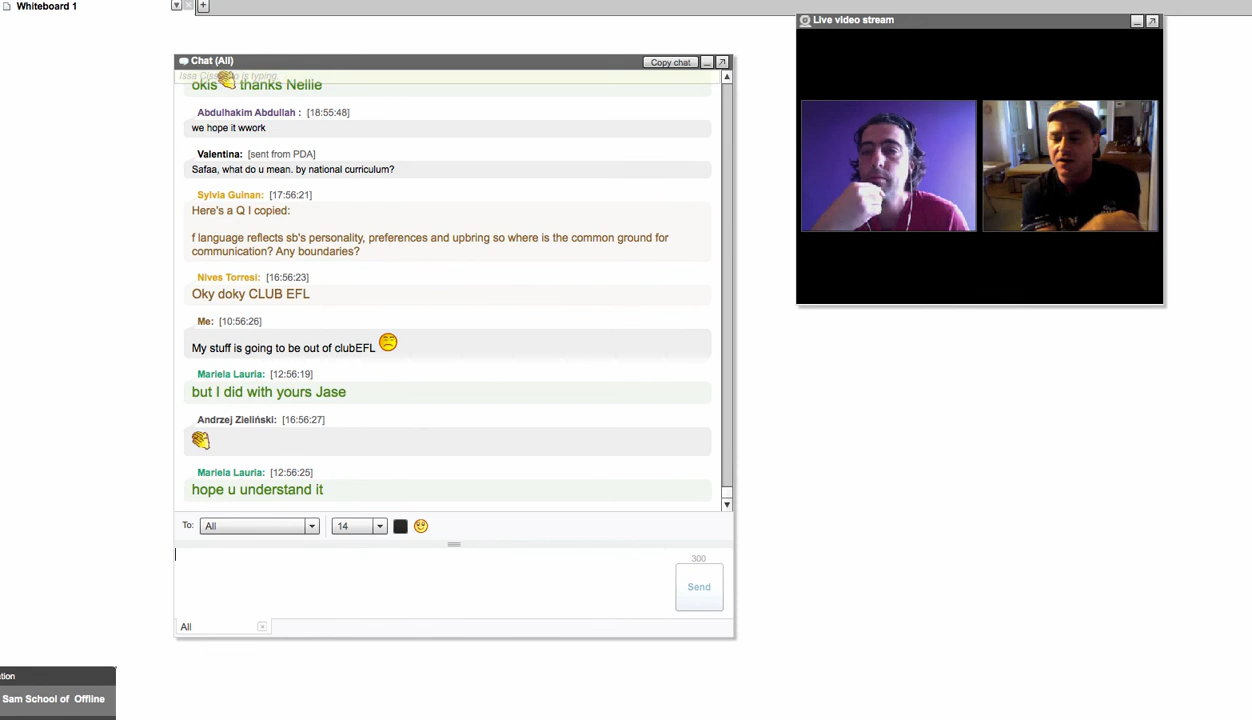 Whiteboard 1
Live video stream
Chat (All)
Copy chat
is typing.
okis thanks Nellie
Abdulhakim Abdullah : [18:55:48]
we hope it wwork
Valentina: [sent from PDA]
Safaa, what do u mean. by national curriculum?
Sylvia Guinan: [17:56:21]
Here's a Q I copied:
f language reflects sb's personality, preferences and upbring so where is the common ground for
communication? Any boundaries?
Nives Torresi: [16:56:23]
Oky doky CLUB EFL
Me: [10:56:26]
My stuff is going to be out of clubEFL
Mariela Lauria: [12:56:19]
but I did with yours Jase
Andrzej Zieliński: [16:56:27]
Mariela Lauria: [12:56:25]
hope u understand it
To: All 14
300
Send
All
tion
Sam School of Offline